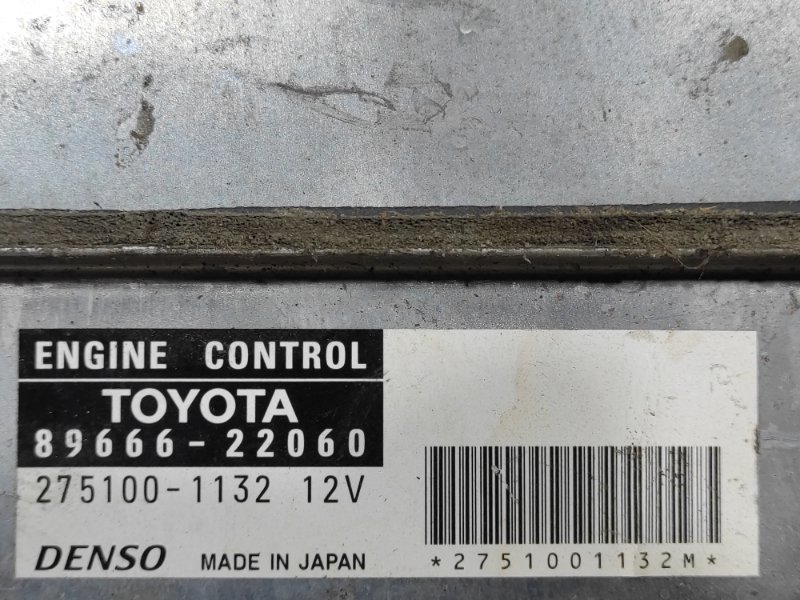 ENGINE CONTROL
TOYOTA
89666-22060
275100-1132 12V
DENSO MADE IN JAPAN
*2751001132M*